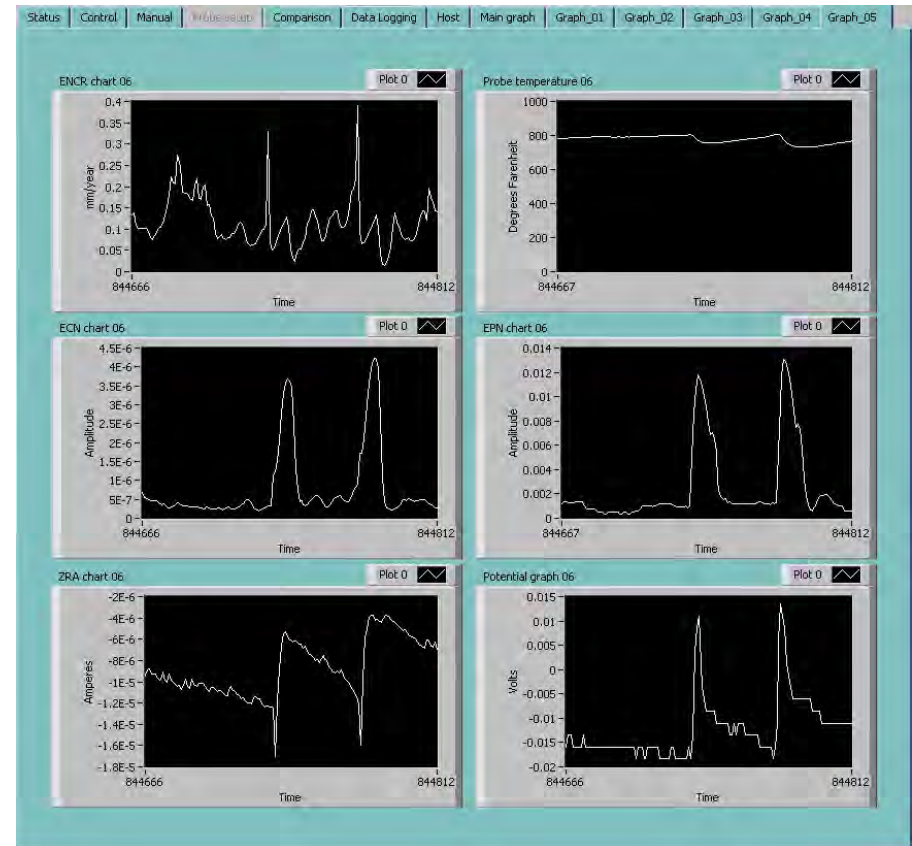 Status Control Manual Probe setup Comparison Data Logging Host Main graph Graph_01 Graph_02 Graph_03 Graph_04 Graph_05
ENCR chart 06
Plot 0
0.4
0.35
0.3
0.25
0.2
0.15
0.1
0.05
0
mm/year
844666
844812
Time
Probe temperature 06
Plot 0
1000
800
600
400
200
0
Degrees Farenheit
844667
844812
Time
ECN chart 06
Plot 0
4.5E-6
4E-6
3.5E-6
3E-6
2.5E-6
2E-6
1.5E-6
1E-6
5E-7
0
Amplitude
844666
844812
Time
EPN chart 06
Plot 0
0.014
0.012
0.01
0.008
0.006
0.004
0.002
0
Amplitude
844667
844812
Time
ZRA chart 06
Plot 0
-2E-6
-4E-6
-6E-6
-8E-6
-1E-5
-1.2E-5
-1.4E-5
-1.6E-5
-1.8E-5
Amperes
844666
844812
Time
Potential graph 06
Plot 0
0.015
0.01
0.005
0
-0.005
-0.01
-0.015
-0.02
Volts
844666
844812
Time